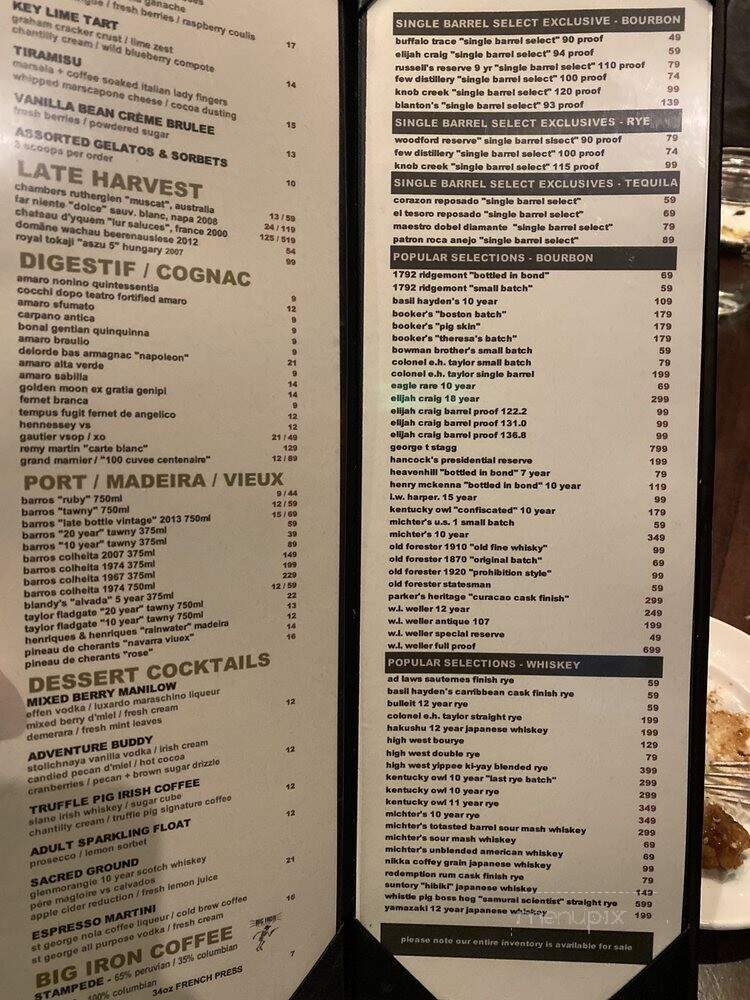 ganache
meringue / fresh berries / raspberry coulis
KEY LIME TART 17
graham cracker crust / lime zest
chantilly cream / wild blueberry compote
TIRAMISU 14
marsala + coffee soaked italian lady fingers
whipped marscapone cheese / cocoa dusting
VANILLA BEAN CRÈME BRULEE 15
fresh berries / powdered sugar
ASSORTED GELATOS & SORBETS 13
3 scoops per order
LATE HARVEST 10
chambers rutherglen "muscat", australia
far niente "dolce" sauv. blanc, napa 2008 13 / 59
chateau d'yquem "lur saluces", france 2000 24 / 119
domäne wachau beerenauslese 2012 125 / 519
royal tokaji "aszu 5" hungary 2007 54
99
DIGESTIF / COGNAC
amaro nonino quintessentia
cocchi dopo teatro fortified amaro 9
amaro sfumato 12
carpano antica 9
bonal gentian quinquinna 9
amaro braulio 9
delorde bas armagnac "napoleon" 9
amaro alta verde 21
amaro sabilla 9
golden moon ex gratia genipi 14
fernet branca 14
tempus fugit fernet de angelico 9
hennessey vs 12
gautier vsop / xo 12
remy martin "carte blanc" 21 / 49
grand marnier / "100 cuvee centenaire" 129
12 / 89
PORT / MADEIRA / VIEUX
barros "ruby" 750ml 9 / 44
barros "tawny" 750ml 12 / 59
barros "late bottle vintage" 2013 750ml 15 / 69
barros "20 year" tawny 375ml 59
barros "10 year" tawny 375ml 39
barros colheita 2007 375ml 89
barros colheita 1974 375ml 149
barros colheita 1967 375ml 199
barros colheita 1974 750ml 229
blandy's "alvada" 5 year 375ml 12 / 59
taylor fladgate "20 year" tawny 750ml 22
taylor fladgate "10 year" tawny 750ml 13
henriques & henriques "rainwater" madeira 12
pineau de cherants "navarra vieux" 14
pineau de cherants "rose" 16
DESSERT COCKTAILS
MIXED BERRY MANILOW 12
effen vodka / luxardo maraschino liqueur
mixed berry d'miel / fresh cream
demerara / fresh mint leaves
ADVENTURE BUDDY 12
stolichnaya vanilla vodka / irish cream
candied pecan d'miel / hot cocoa
cranberries / pecan + brown sugar drizzle
TRUFFLE PIG IRISH COFFEE 12
slane irish whiskey / sugar cube
chantilly cream / truffle pig signature coffee
ADULT SPARKLING FLOAT 12
prosecco / lemon sorbet
SACRED GROUND 21
glenmorangie 10 year scotch whiskey
père magloire vs calvados
apple cider reduction / fresh lemon juice
ESPRESSO MARTINI 16
st george nola coffee liqueur / cold brew coffee
st george all purpose vodka / fresh cream
BIG IRON
BIG IRON COFFEE
STAMPEDE - 65% peruvian / 35% columbian 7
100% columbian
34oz FRENCH PRESS
SINGLE BARREL SELECT EXCLUSIVE - BOURBON
buffalo trace "single barrel select" 90 proof 49
elijah craig "single barrel select" 94 proof 59
russell's reserve 9 yr "single barrel select" 110 proof 79
few distillery "single barrel select" 100 proof 74
knob creek "single barrel select" 120 proof 99
blanton's "single barrel select" 93 proof 139
SINGLE BARREL SELECT EXCLUSIVES - RYE
woodford reserve" single barrel sisect" 90 proof 79
few distillery "single barrel select" 100 proof 74
knob creek "single barrel select" 115 proof 99
SINGLE BARREL SELECT EXCLUSIVES - TEQUILA
corazon reposado "single barrel select" 59
el tesoro reposado "single barrel select" 69
maestro dobel diamante "single barrel select" 79
patron roca anejo "single barrel select" 89
POPULAR SELECTIONS - BOURBON
1792 ridgemont "bottled in bond" 69
1792 ridgemont "small batch" 59
basil hayden's 10 year 109
booker's "boston batch" 179
booker's "pig skin" 179
booker's "theresa's batch" 179
bowman brother's small batch 59
colonel e.h. taylor small batch 79
colonel e.h. taylor single barrel 199
eagle rare 10 year 69
elijah craig 18 year 299
elijah craig barrel proof 122.2 99
elijah craig barrel proof 131.0 99
elijah craig barrel proof 136.8 99
george t stagg 799
hancock's presidential reserve 199
heavenhill "bottled in bond" 7 year 79
henry mckenna "bottled in bond" 10 year 119
i.w. harper. 15 year 99
kentucky owl "confiscated" 10 year 179
michter's u.s. 1 small batch 59
michter's 10 year 349
old forester 1910 "old fine whisky" 99
old forester 1870 "original batch" 69
old forester 1920 "prohibition style" 99
old forester statesman 59
parker's heritage "curacao cask finish" 299
w.l. weller 12 year 249
w.l. weller antique 107 199
w.l. weller special reserve 49
w.l. weller full proof 699
POPULAR SELECTIONS - WHISKEY
ad laws sauternes finish rye 59
basil hayden's carribbean cask finish rye 59
bulleit 12 year rye 59
colonel e.h. taylor straight rye 199
hakushu 12 year japanese whiskey 199
high west bourye 129
high west double rye 79
high west yippee ki-yay blended rye 399
kentucky owl 10 year "last rye batch" 299
kentucky owl 10 year rye 299
kentucky owl 11 year rye 349
michter's 10 year rye 349
michter's totasted barrel sour mash whiskey 299
michter's sour mash whiskey 69
michter's unblended american whiskey 69
nikka coffey grain japanese whiskey 99
redemption rum cask finish rye 79
suntory "hibiki" japanese whiskey 149
whistle pig boss hog "samurai scientist" straight rye 599
yamazaki 12 year japanese whiskey 199
menupix
please note our entire inventory is available for sale